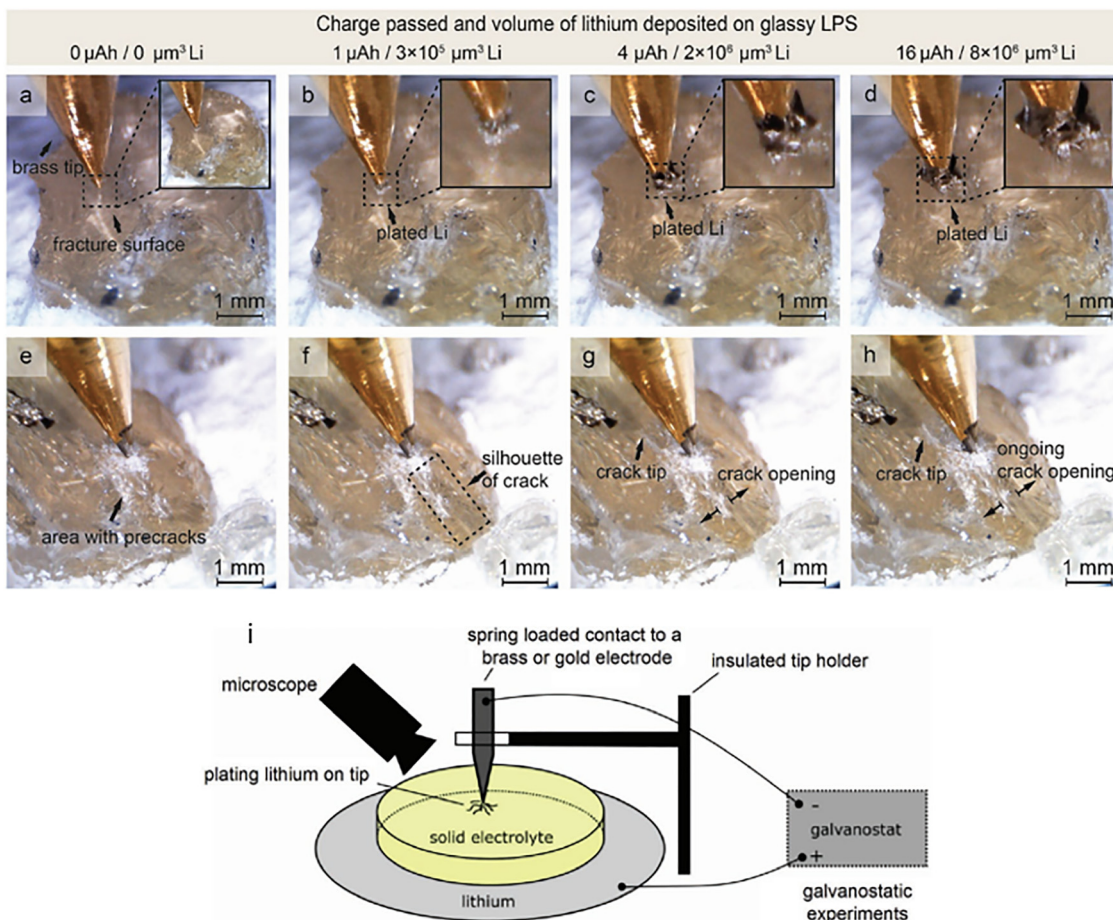 Charge passed and volume of lithium deposited on glassy LPS
0 μAh / 0 μm³ Li
1 μAh / 3×10⁵ μm³ Li
4 μAh / 2×10⁶ μm³ Li
16 μAh / 8×10⁶ μm³ Li
a
brass tip
fracture surface
1 mm
b
plated Li
1 mm
c
plated Li
1 mm
d
plated Li
1 mm
e
area with precracks
1 mm
f
silhouette
of crack
1 mm
g
crack tip
crack opening
1 mm
h
crack tip
ongoing
crack opening
1 mm
i
spring loaded contact to a
brass or gold electrode
insulated tip holder
microscope
plating lithium on tip
solid electrolyte
lithium
-
galvanostat
+
galvanostatic
experiments